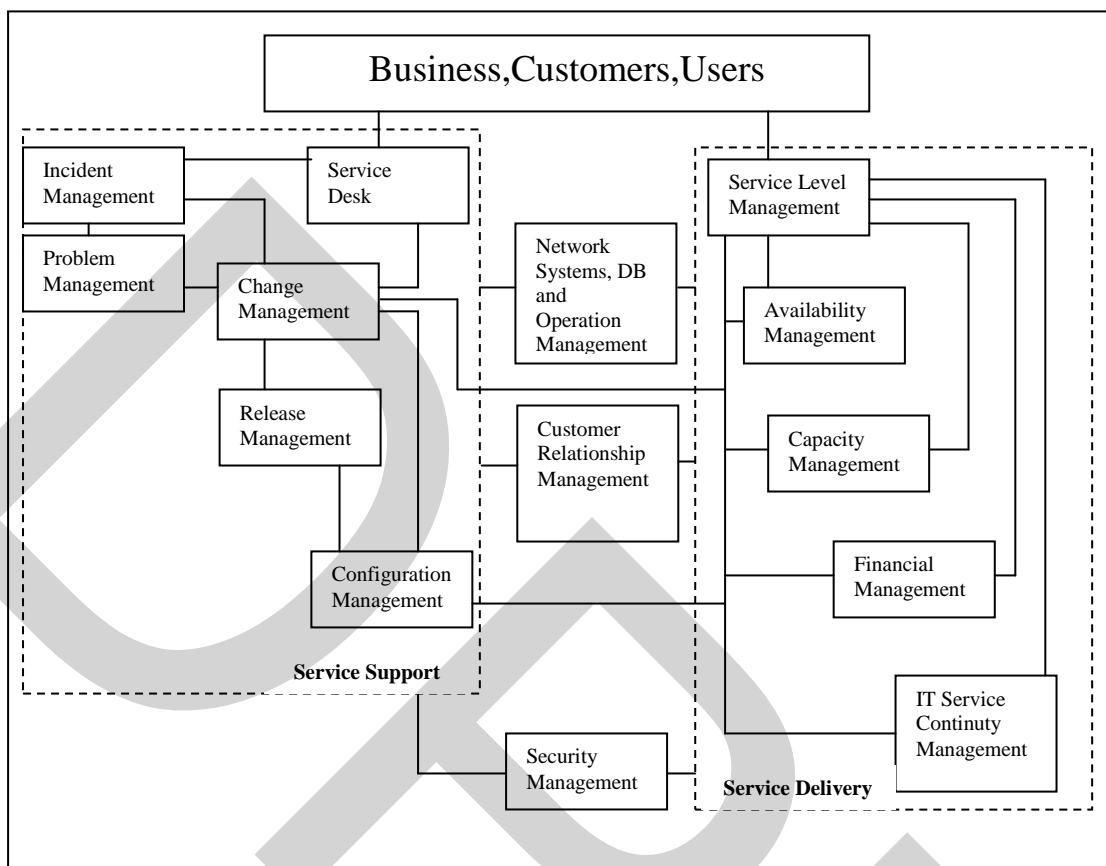 Business,Customers,Users
Incident
Management
Service
Desk
Service Level
Management
Problem
Management
Change
Management
Network
Systems, DB
and
Operation
Management
Availability
Management
Release
Management
Customer
Relationship
Management
Capacity
Management
Configuration
Management
Financial
Management
Service Support
IT Service
Continuty
Management
Security
Management
Service Delivery